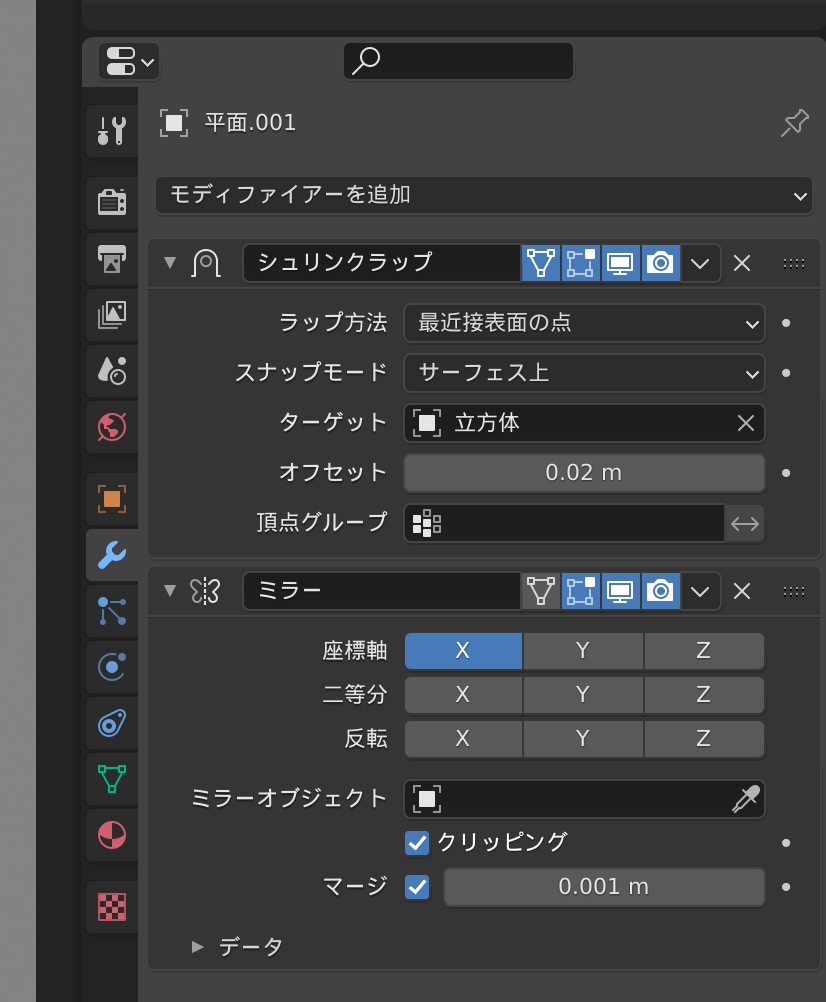 平面.001
モディファイアーを追加
シュリンクラップ
ラップ方法 最近接表面の点
スナップモード サーフェス上
ターゲット 立方体
オフセット 0.02 m
頂点グループ
ミラー
座標軸 X Y Z
二等分 X Y Z
反転 X Y Z
ミラーオブジェクト
クリッピング
マージ 0.001 m
データ